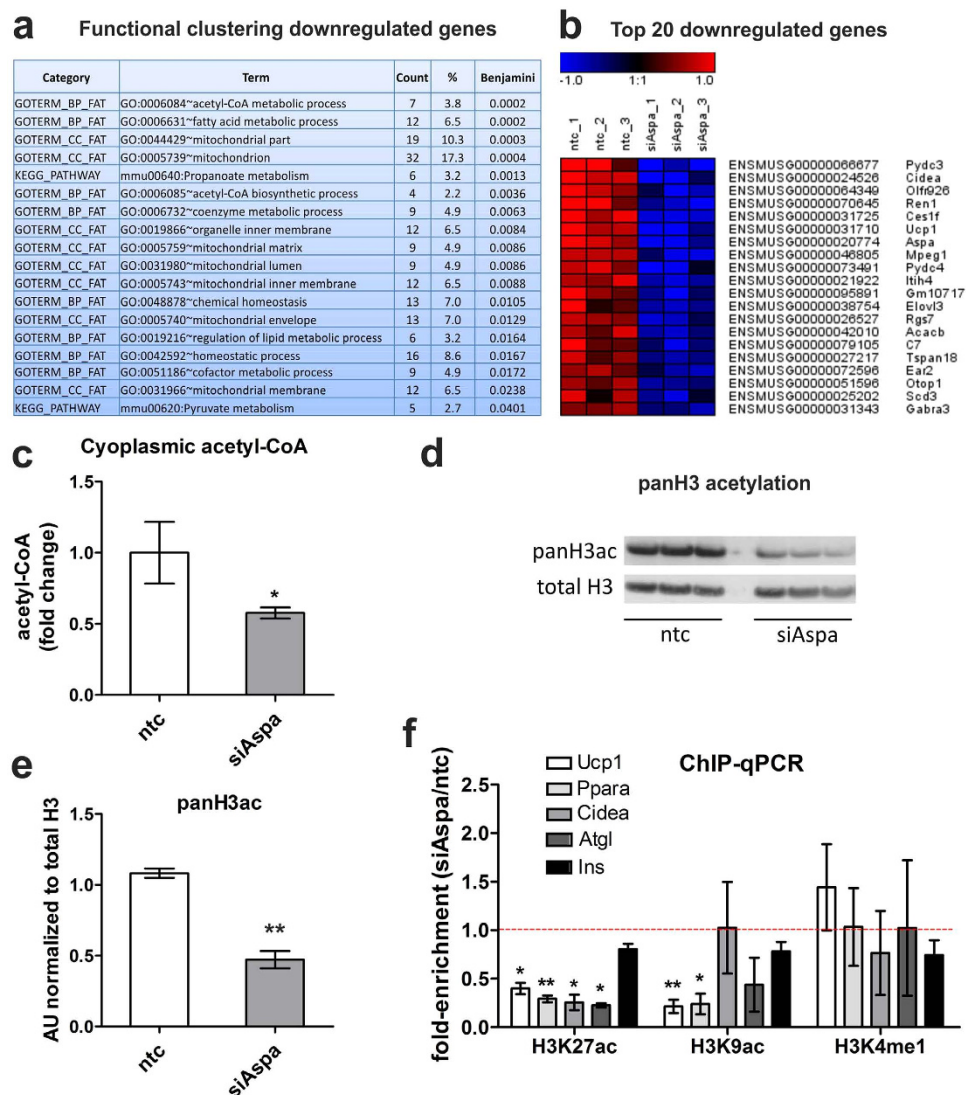 a Functional clustering downregulated genes
Category Term Count % Benjamini
GOTERM_BP_FAT GO:0006084~acetyl-CoA metabolic process 7 3.8 0.0002
GOTERM_BP_FAT GO:0006631~fatty acid metabolic process 12 6.5 0.0002
GOTERM_CC_FAT GO:0044429~mitochondrial part 19 10.3 0.0003
GOTERM_CC_FAT GO:0005739~mitochondrion 32 17.3 0.0004
KEGG_PATHWAY mmu00640:Propanoate metabolism 6 3.2 0.0013
GOTERM_BP_FAT GO:0006085~acetyl-CoA biosynthetic process 4 2.2 0.0036
GOTERM_BP_FAT GO:0006732~coenzyme metabolic process 9 4.9 0.0063
GOTERM_CC_FAT GO:0019866~organelle inner membrane 12 6.5 0.0084
GOTERM_CC_FAT GO:0005759~mitochondrial matrix 9 4.9 0.0086
GOTERM_CC_FAT GO:0031980~mitochondrial lumen 9 4.9 0.0086
GOTERM_CC_FAT GO:0005743~mitochondrial inner membrane 12 6.5 0.0088
GOTERM_BP_FAT GO:0048878~chemical homeostasis 13 7.0 0.0105
GOTERM_CC_FAT GO:0005740~mitochondrial envelope 13 7.0 0.0129
GOTERM_BP_FAT GO:0019216~regulation of lipid metabolic process 6 3.2 0.0164
GOTERM_BP_FAT GO:0042592~homeostatic process 16 8.6 0.0167
GOTERM_BP_FAT GO:0051186~cofactor metabolic process 9 4.9 0.0172
GOTERM_CC_FAT GO:0031966~mitochondrial membrane 12 6.5 0.0238
KEGG_PATHWAY mmu00620:Pyruvate metabolism 5 2.7 0.0401
b Top 20 downregulated genes
-1.0 1:1 1.0
ntc_1 ntc_2 ntc_3 siAspa_1 siAspa_2 siAspa_3
ENSMUSG00000066677 Pydc3
ENSMUSG00000024526 Cidea
ENSMUSG00000064349 Olfr926
ENSMUSG00000070645 Ren1
ENSMUSG00000031725 Ces1f
ENSMUSG00000031710 Ucp1
ENSMUSG00000020774 Aspa
ENSMUSG00000046805 Mpeg1
ENSMUSG00000073491 Pydc4
ENSMUSG00000021922 Itih4
ENSMUSG00000095891 Gm10717
ENSMUSG00000038754 Elovl3
ENSMUSG00000026527 Rgs7
ENSMUSG00000042010 Acacb
ENSMUSG00000079105 C7
ENSMUSG00000027217 Tspan18
ENSMUSG00000072596 Ear2
ENSMUSG00000051596 Otop1
ENSMUSG00000025202 Scd3
ENSMUSG00000031343 Gabra3
c Cyoplasmic acetyl-CoA
acetyl-CoA
(fold change)
1.5
1.0
0.5
0.0
*
ntc siAspa
d panH3 acetylation
panH3ac
total H3
ntc siAspa
e panH3ac
AU normalized to total H3
1.5
1.0
0.5
0.0
**
ntc siAspa
f ChIP-qPCR
fold-enrichment (siAspa/ntc)
Ucp1
Ppara
Cidea
Atgl
Ins
2.5
2.0
1.5
1.0
0.5
0.0
* ** * * ** *
H3K27ac H3K9ac H3K4me1